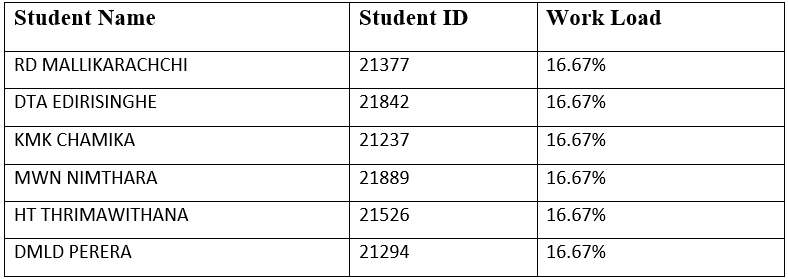 Student Name Student ID Work Load
RD MALLIKARACHCHI 21377 16.67%
DTA EDIRISINGHE 21842 16.67%
KMK CHAMIKA 21237 16.67%
MWN NIMTHARA 21889 16.67%
HT THRIMAWITHANA 21526 16.67%
DMLD PERERA 21294 16.67%